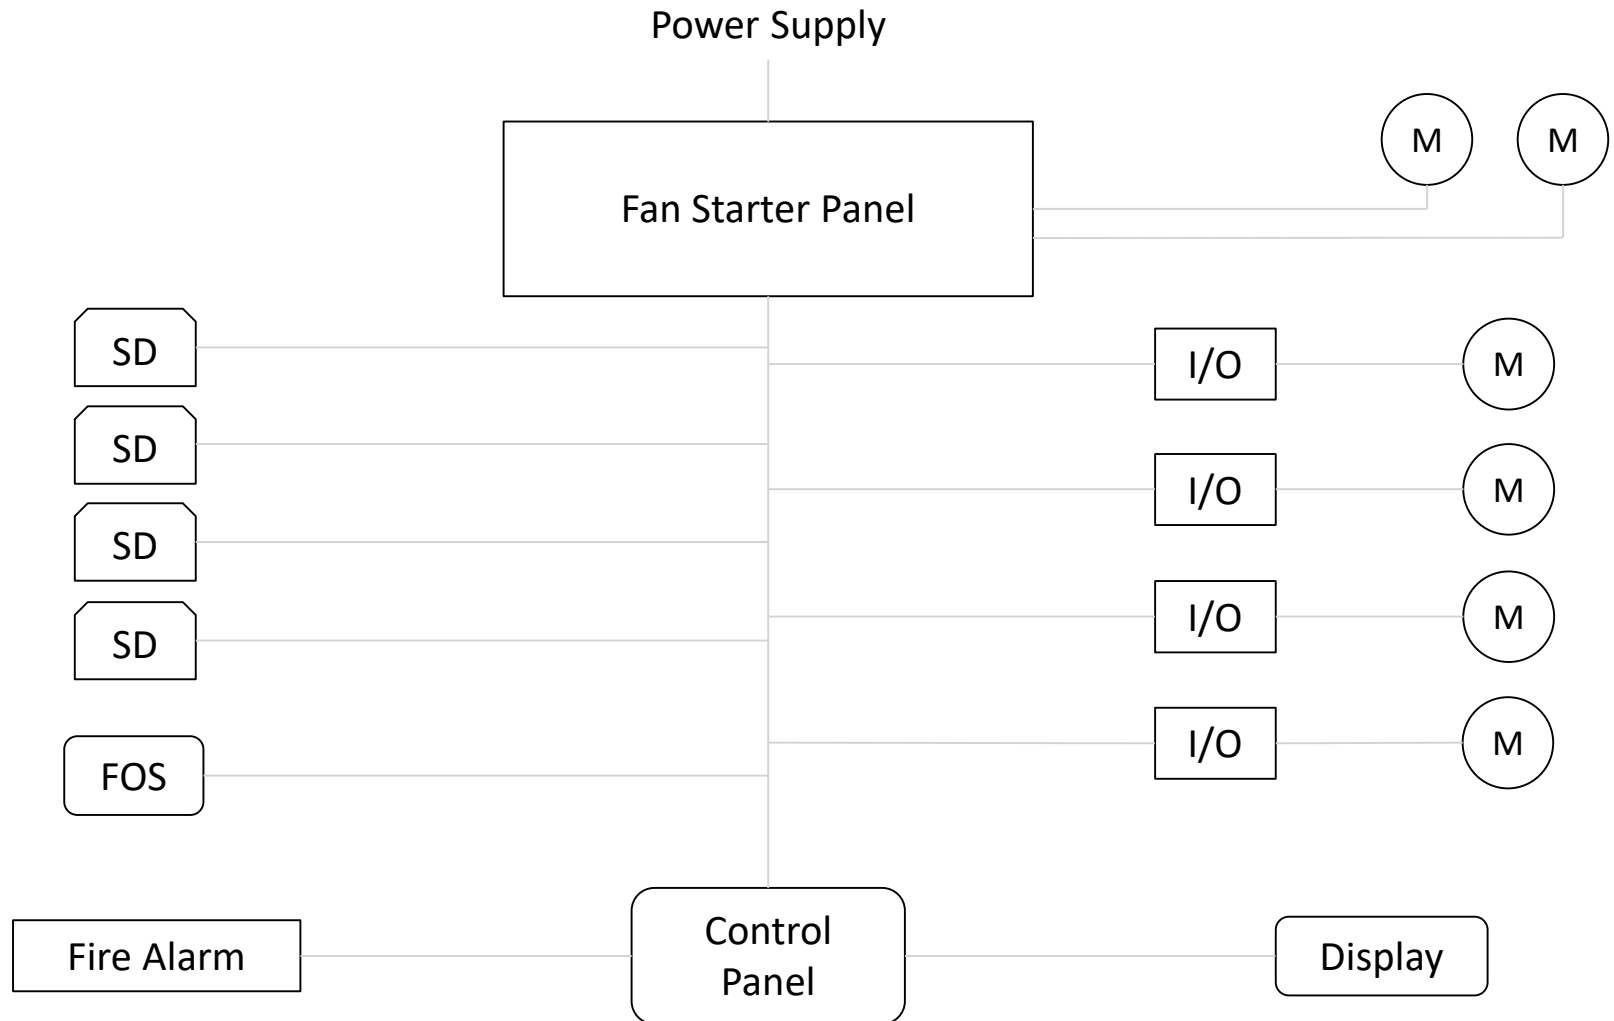 Power Supply
M
M
Fan Starter Panel
SD
I/O
M
SD
I/O
M
SD
I/O
M
SD
I/O
M
FOS
Fire Alarm
Control
Panel
Display